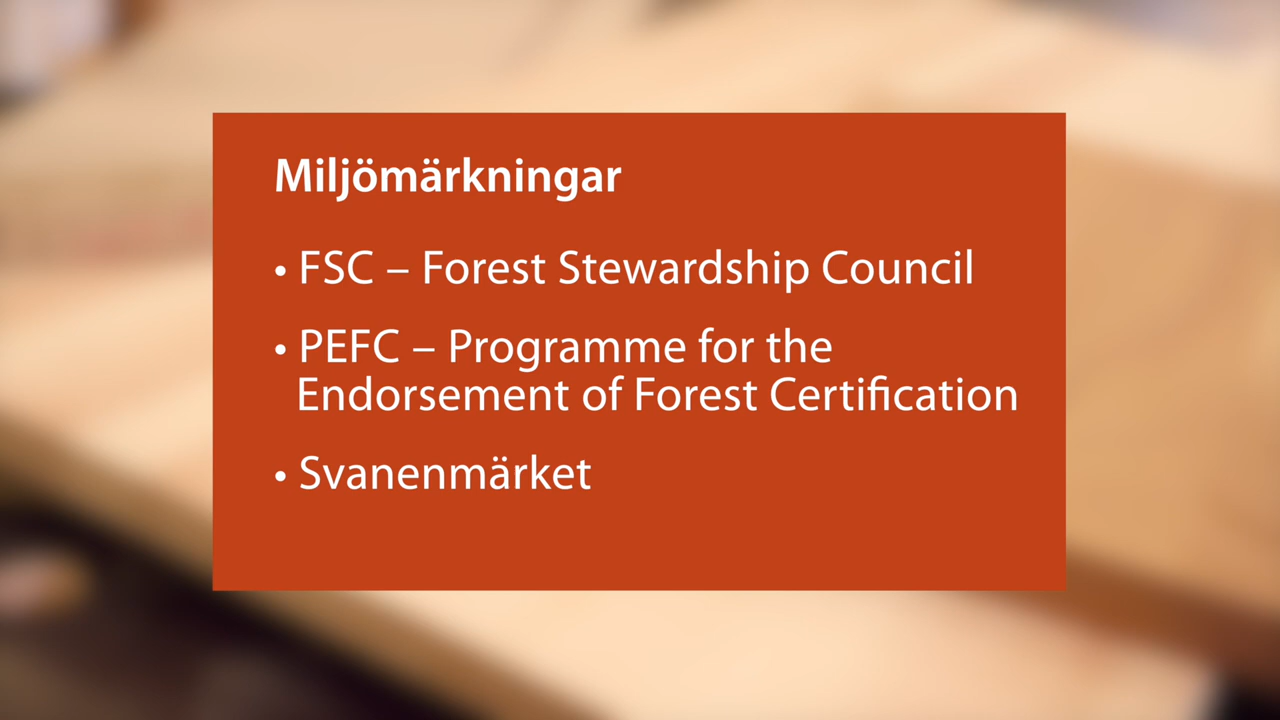 Miljömärkningar
• FSC – Forest Stewardship Council
• PEFC – Programme for the
Endorsement of Forest Certification
• Svanenmärket